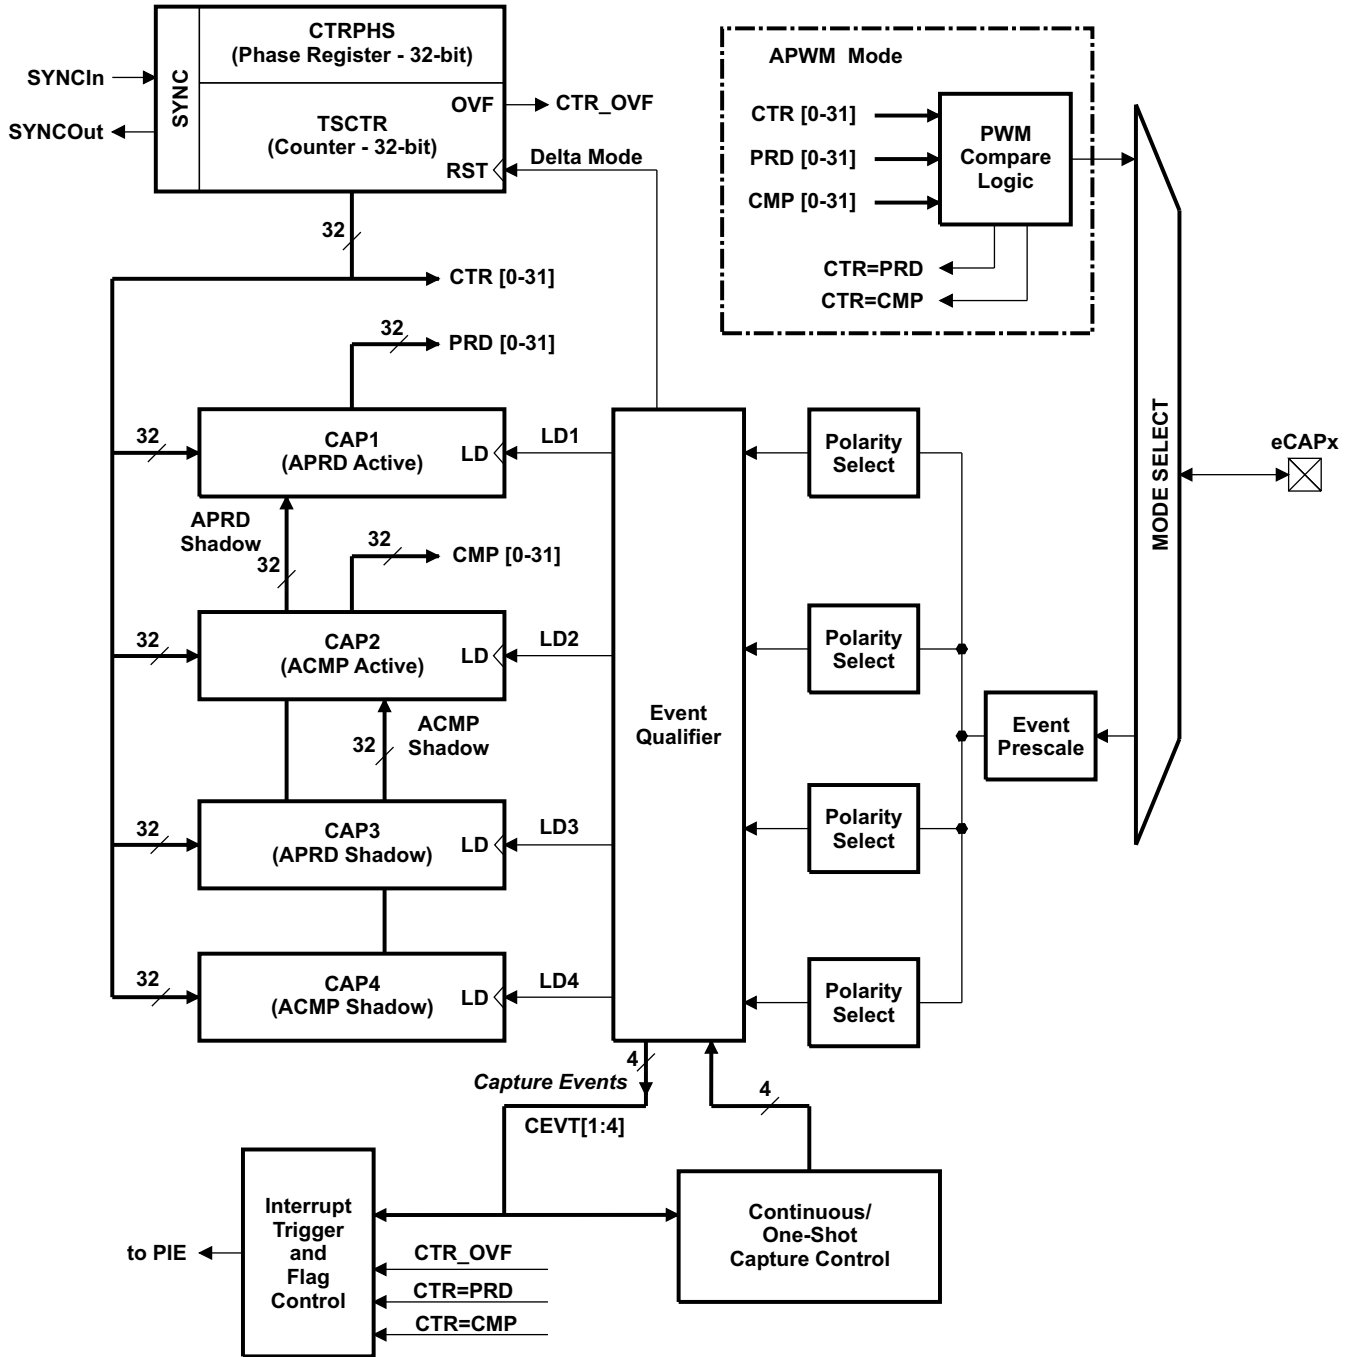 CTRPHS
(Phase Register - 32-bit)
SYNC
SYNCIn
SYNCOut
OVF
CTR_OVF
TSCTR
(Counter - 32-bit)
RST
Delta Mode
APWM Mode
CTR [0-31]
PRD [0-31]
CMP [0-31]
PWM
Compare
Logic
CTR=PRD
CTR=CMP
32
CTR [0-31]
32
PRD [0-31]
32
CAP1
(APRD Active)
LD
LD1
APRD
Shadow
32
32
CMP [0-31]
32
CAP2
(ACMP Active)
LD
LD2
ACMP
Shadow
32
32
CAP3
(APRD Shadow)
LD
LD3
32
CAP4
(ACMP Shadow)
LD
LD4
Event
Qualifier
Polarity
Select
Polarity
Select
Polarity
Select
Polarity
Select
Event
Prescale
MODE SELECT
eCAPx
4
Capture Events
CEVT[1:4]
4
Interrupt
Trigger
and
Flag
Control
to PIE
CTR_OVF
CTR=PRD
CTR=CMP
Continuous/
One-Shot
Capture Control